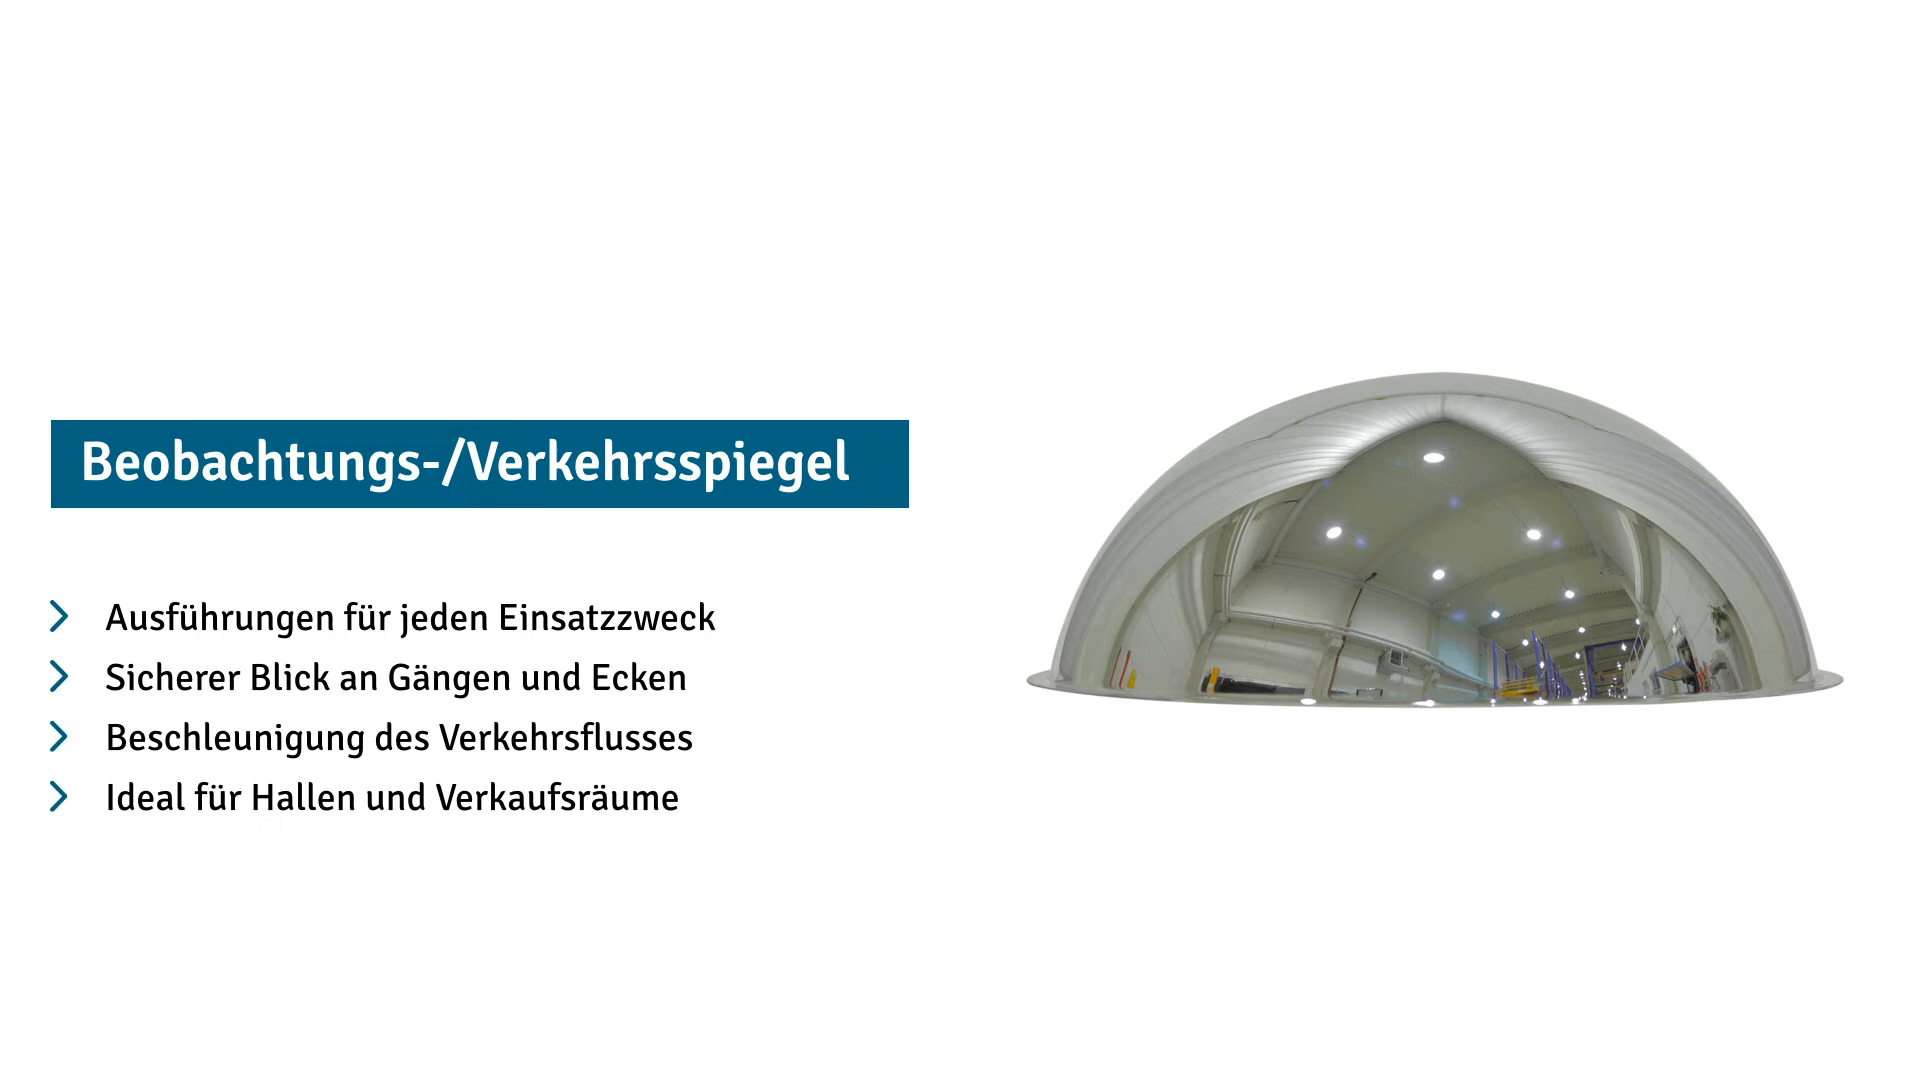 Beobachtungs-/Verkehrsspiegel
Ausführungen für jeden Einsatzzweck
Sicherer Blick an Gängen und Ecken
Beschleunigung des Verkehrsflusses
Ideal für Hallen und Verkaufsräume